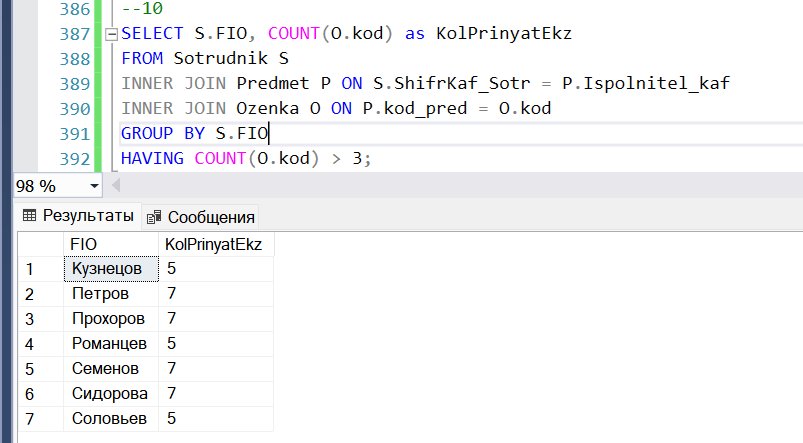 386 --10
387 SELECT S.FIO, COUNT(O.kod) as KolPrinyatEkz
388 FROM Sotrudnik S
389 INNER JOIN Predmet P ON S.ShifrKaf_Sotr = P.Ispolnitel_kaf
390 INNER JOIN Ozenka O ON P.kod_pred = O.kod
391 GROUP BY S.FIO
392 HAVING COUNT(O.kod) > 3;
98 %
Результаты Сообщения
FIO KolPrinyatEkz
1 Кузнецов 5
2 Петров 7
3 Прохоров 7
4 Романцев 5
5 Семенов 7
6 Сидорова 7
7 Соловьев 5